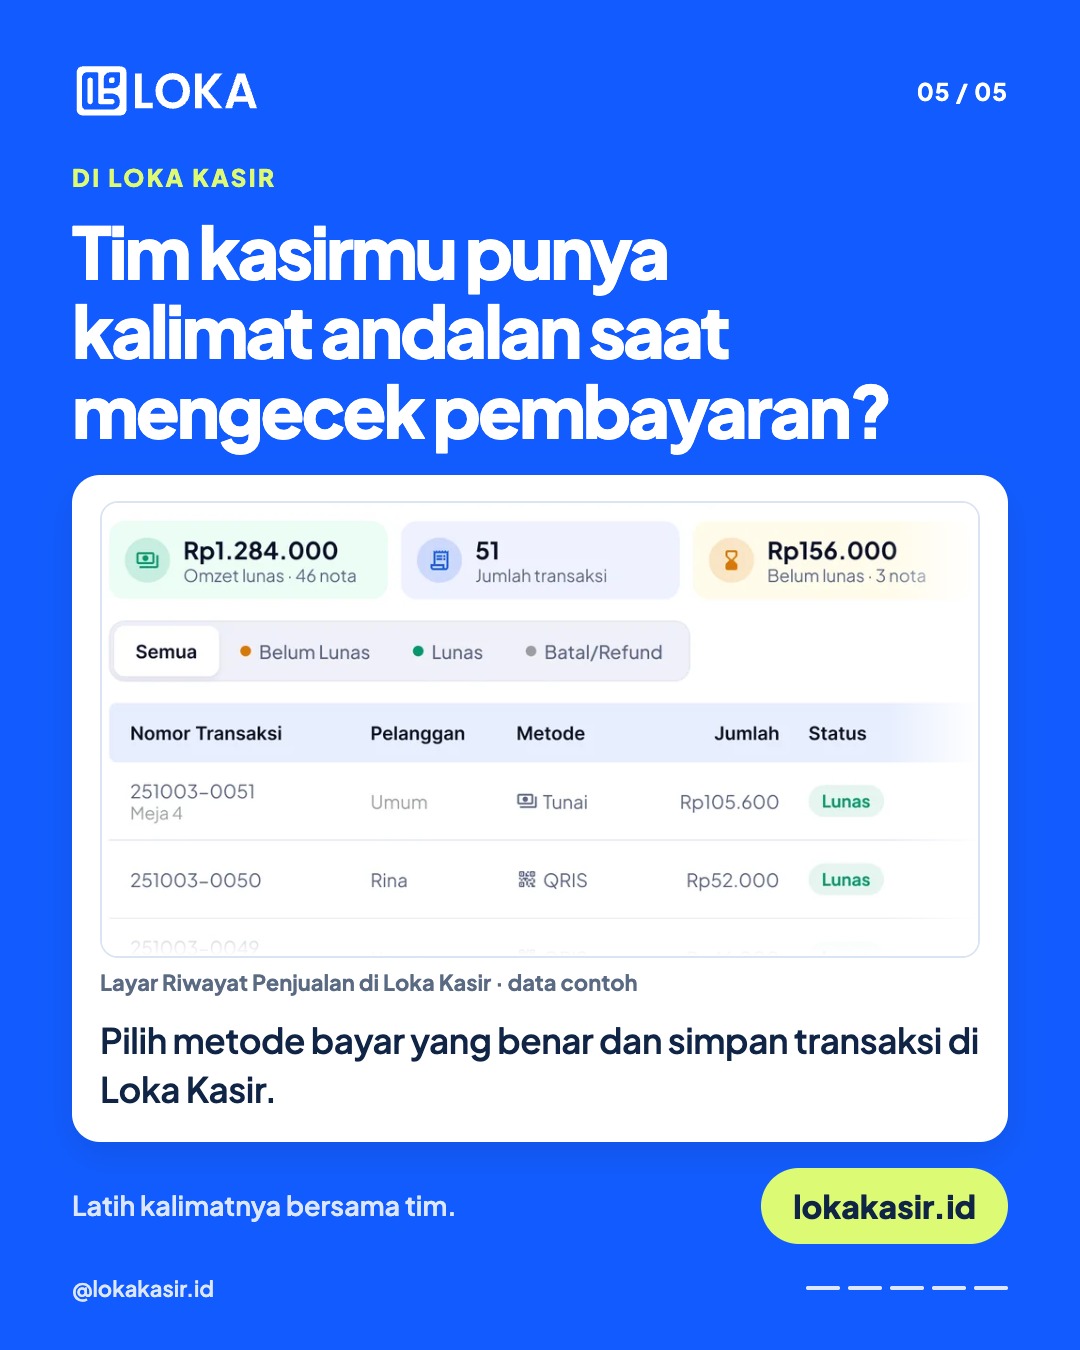 LOKA
05 / 05
DI LOKA KASIR
Tim kasirmu punya
kalimat andalan saat
mengecek pembayaran?
Rp1.284.000
Omzet lunas · 46 nota
51
Jumlah transaksi
Rp156.000
Belum lunas · 3 nota
Semua
Belum Lunas
Lunas
Batal/Refund
Nomor Transaksi Pelanggan Metode Jumlah Status
251003-0051 Umum Tunai Rp105.600 Lunas
Meja 4
251003-0050 Rina QRIS Rp52.000 Lunas
251003-0049
Layar Riwayat Penjualan di Loka Kasir · data contoh
Pilih metode bayar yang benar dan simpan transaksi di
Loka Kasir.
Latih kalimatnya bersama tim.
lokakasir.id
@lokakasir.id